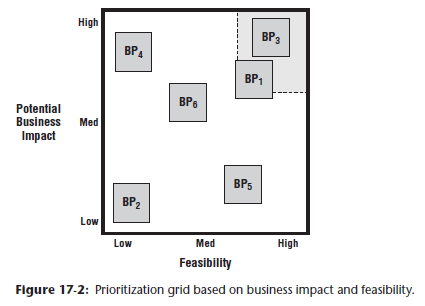 High
BP3
BP4
BP1
BP6
Potential
Business
Impact
Med
BP5
BP2
Low
Low Med High
Feasibility
Figure 17-2: Prioritization grid based on business impact and feasibility.